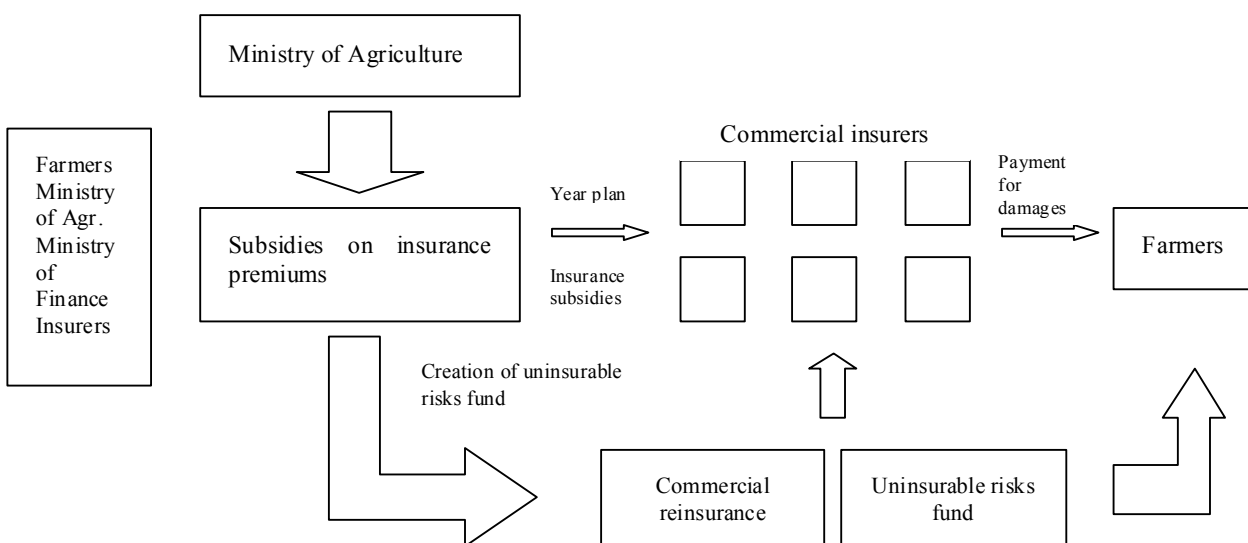 Ministry of Agriculture
Farmers
Ministry
of Agr.
Ministry
of
Finance
Insurers
Subsidies on insurance
premiums
Year plan
Insurance
subsidies
Commercial insurers
Payment
for
damages
Farmers
Creation of uninsurable
risks fund
Commercial
reinsurance
Uninsurable risks
fund